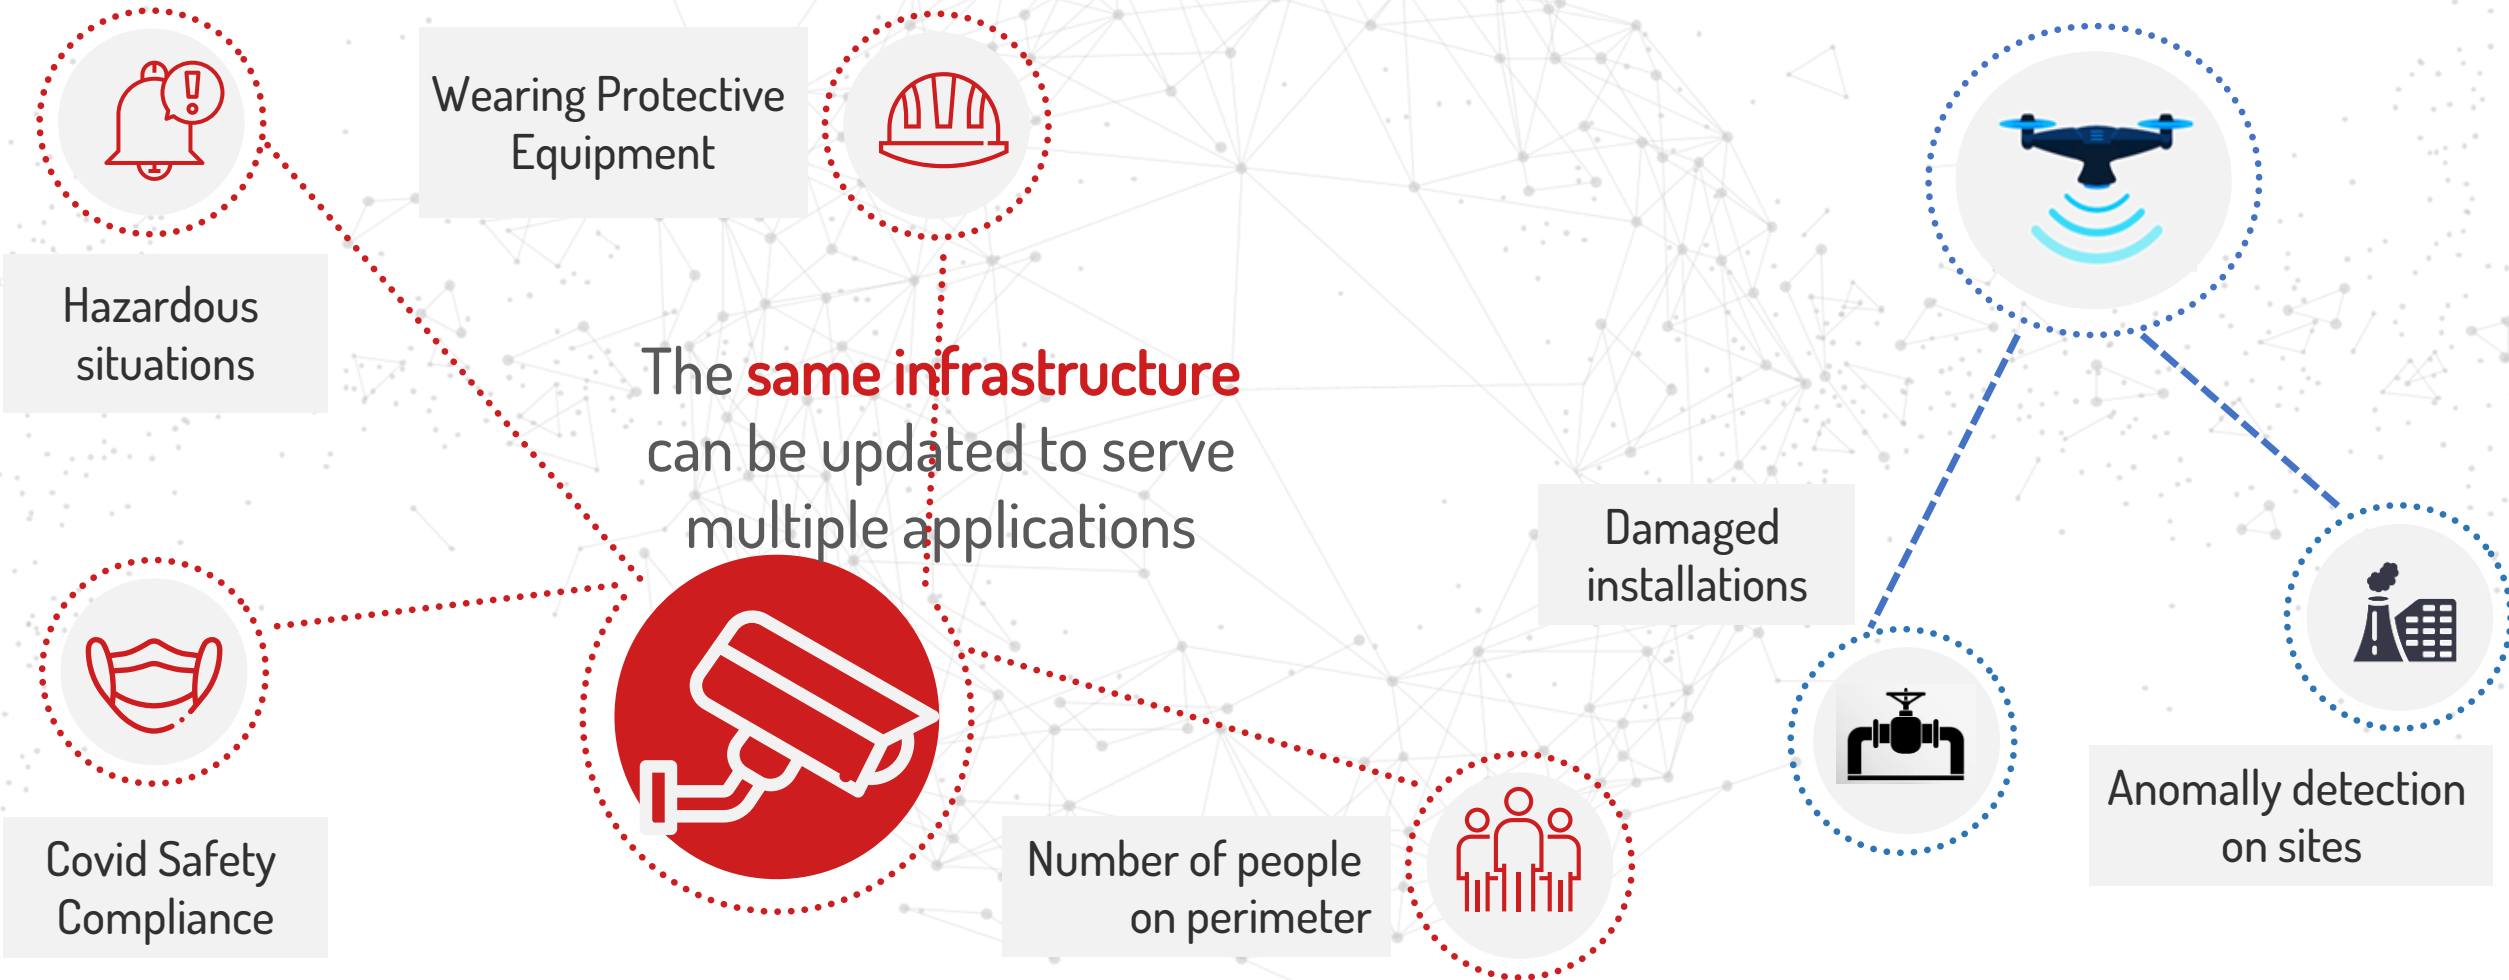 Wearing Protective
Equipment
Hazardous
situations
The same infrastructure
can be updated to serve
multiple applications
Damaged
installations
Anomally detection
on sites
Covid Safety
Compliance
Number of people
on perimeter